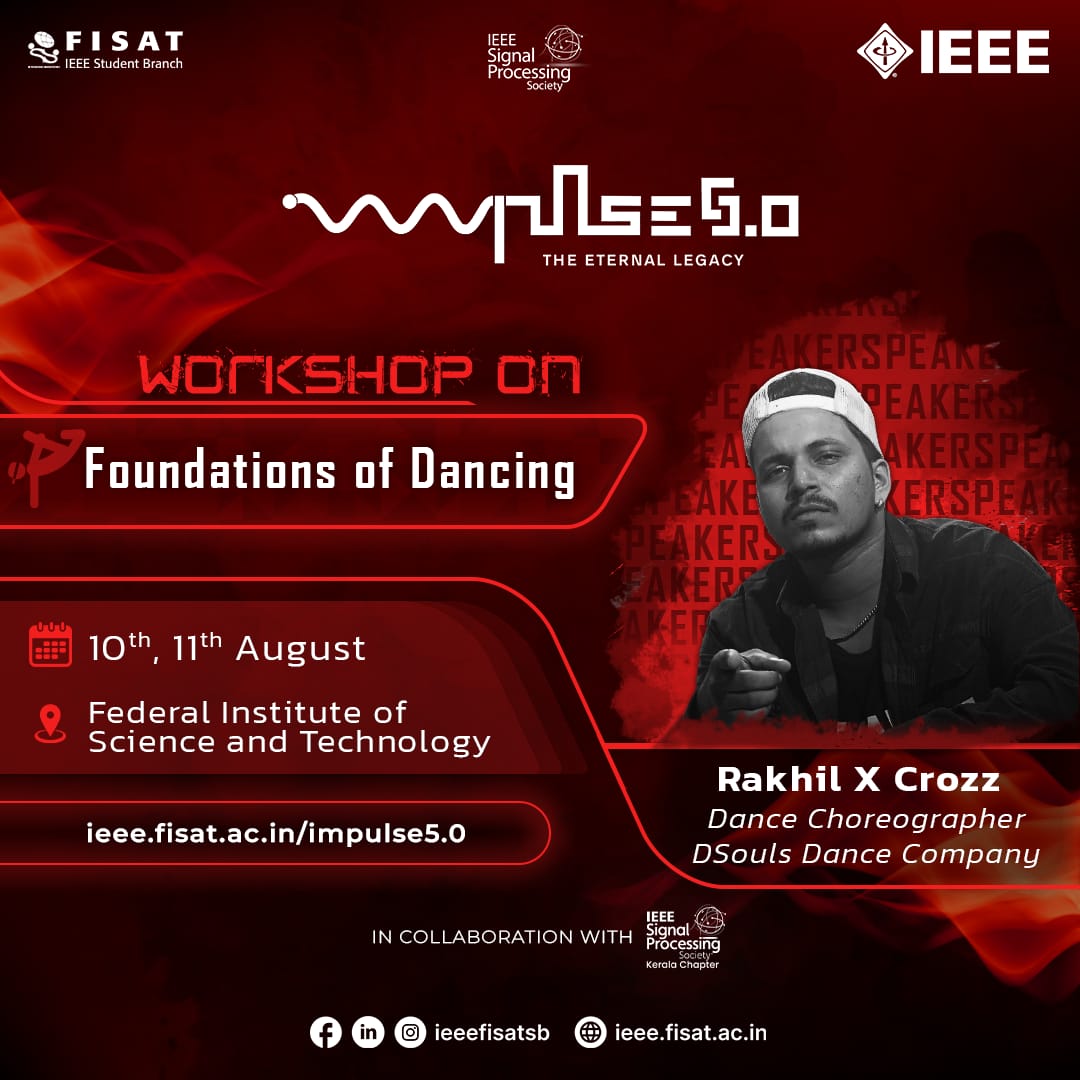 FISAT
IEEE Student Branch
IEEE
Signal
Processing
Society
IEEE
impulse5.0
THE ETERNAL LEGACY
WORKSHOP ON
Foundations of Dancing
SPEAKERSPEAKE
10th, 11th August
Federal Institute of
Science and Technology
ieee.fisat.ac.in/impulse5.0
Rakhil X Crozz
Dance Choreographer
DSouls Dance Company
IN COLLABORATION WITH
IEEE
Signal
Processing
Society
Kerala Chapter
ieeefisatsb
ieee.fisat.ac.in